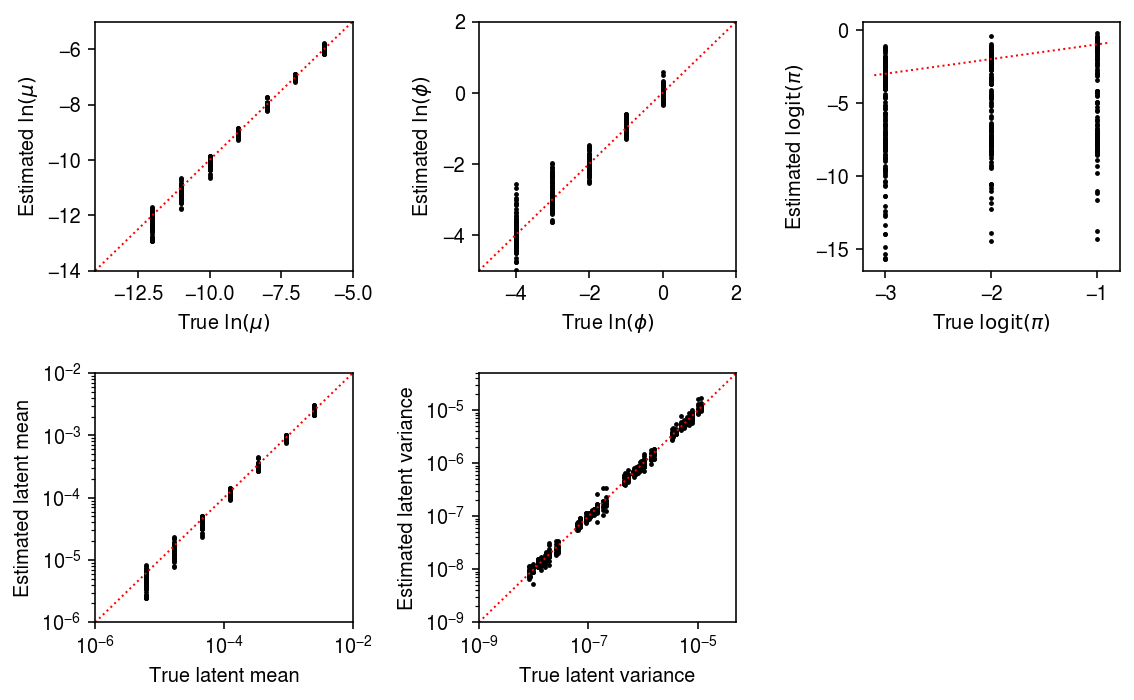 −6
−8
−10
−12
−14
−12.5 −10.0 −7.5 −5.0
Estimated ln(μ)
True ln(μ)
2
0
−2
−4
−4 −2 0 2
Estimated ln(ϕ)
True ln(ϕ)
0
−5
−10
−15
−3 −2 −1
Estimated logit(π)
True logit(π)
10⁻²
10⁻³
10⁻⁴
10⁻⁵
10⁻⁶
10⁻⁶ 10⁻⁴ 10⁻²
Estimated latent mean
True latent mean
10⁻⁵
10⁻⁶
10⁻⁷
10⁻⁸
10⁻⁹
10⁻⁹ 10⁻⁷ 10⁻⁵
Estimated latent variance
True latent variance